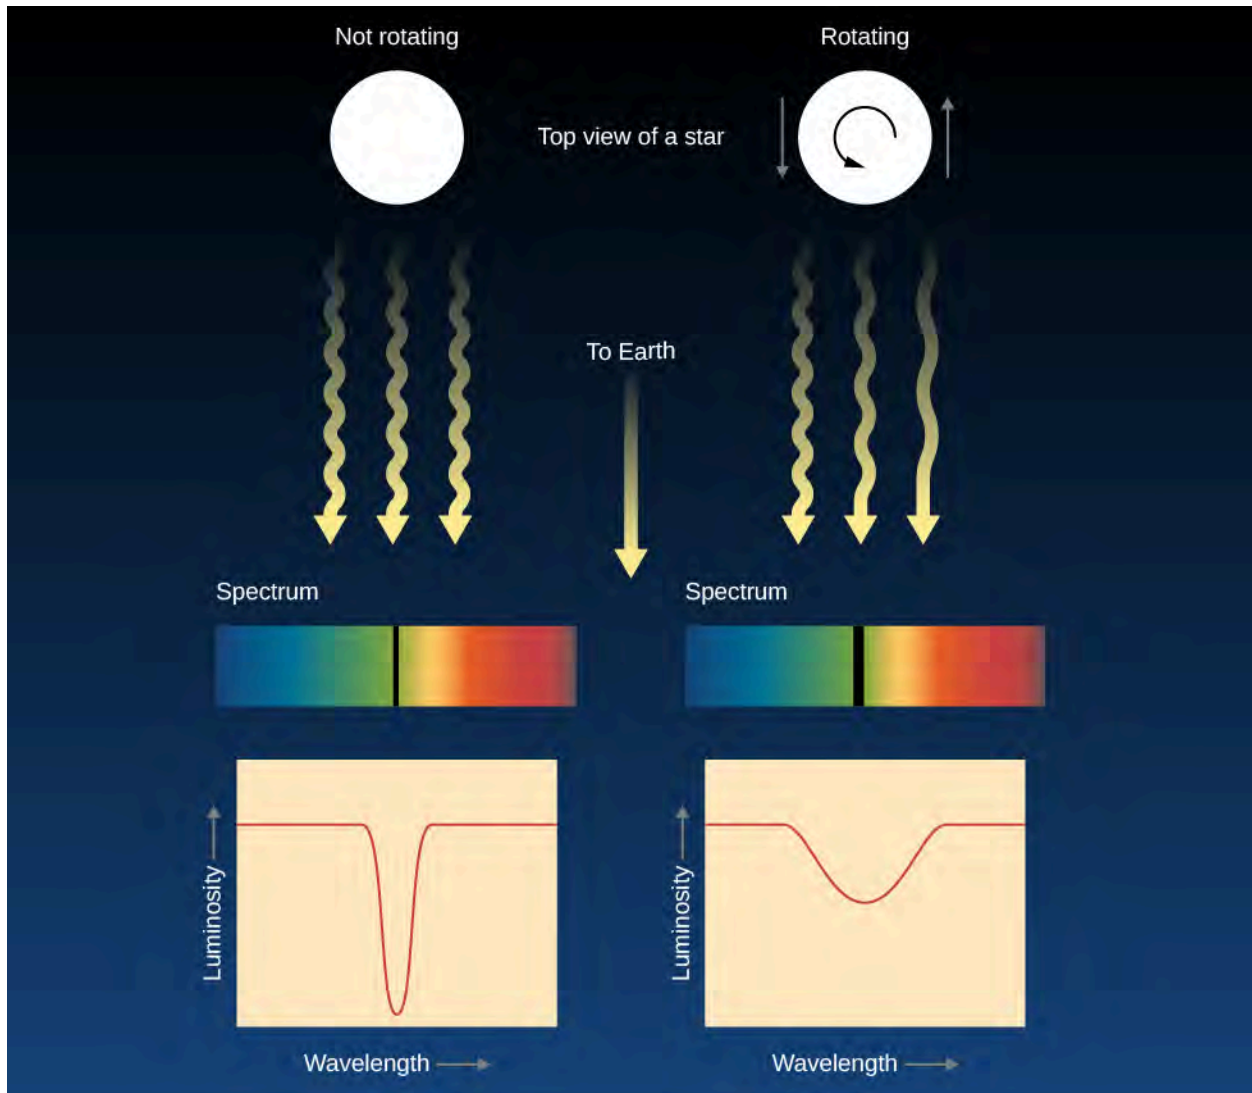 Not rotating
Rotating
Top view of a star
To Earth
Spectrum
Spectrum
Luminosity
Luminosity
Wavelength
Wavelength